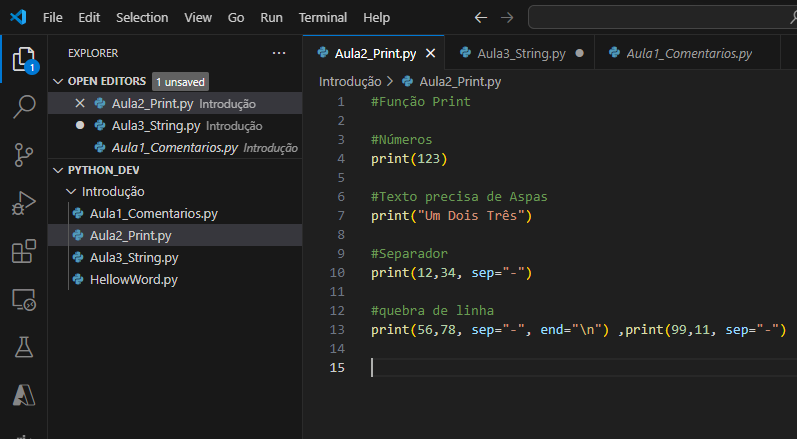 File Edit Selection View Go Run Terminal Help
EXPLORER
OPEN EDITORS 1 unsaved
Aula2_Print.py Introdução
Aula3_String.py Introdução
Aula1_Comentarios.py Introdução
PYTHON_DEV
Introdução
Aula1_Comentarios.py
Aula2_Print.py
Aula3_String.py
HellowWord.py
1
Aula2_Print.py Aula3_String.py Aula1_Comentarios.py
Introdução > Aula2_Print.py
1 #Função Print
2
3 #Números
4 print(123)
5
6 #Texto precisa de Aspas
7 print("Um Dois Três")
8
9 #Separador
10 print(12,34, sep="-")
11
12 #quebra de linha
13 print(56,78, sep="-", end="\n") ,print(99,11, sep="-")
14
15